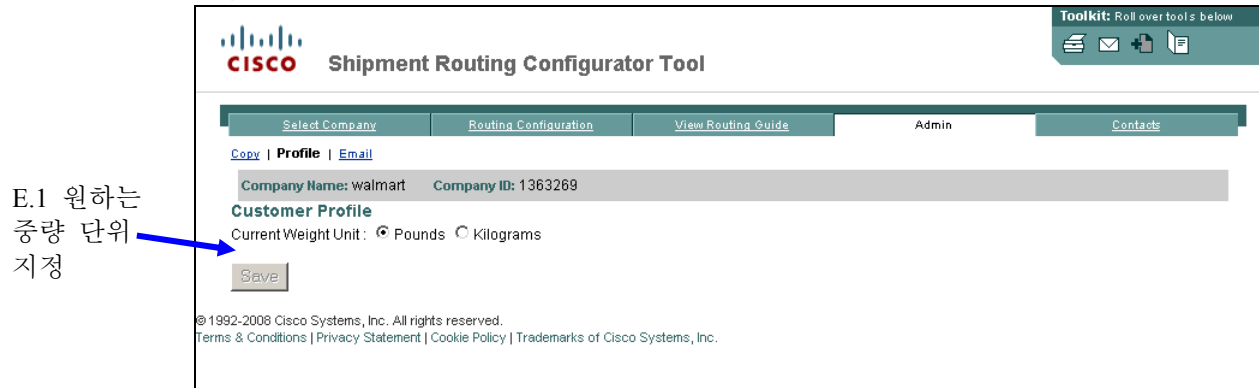 Toolkit: Roll over tools below
CISCO
Shipment Routing Configurator Tool
Select Company
Routing Configuration
View Routing Guide
Admin
Contacts
Copy | Profile | Email
Company Name: walmart Company ID: 1363269
Customer Profile
Current Weight Unit : Pounds Kilograms
Save
E.1 원하는
중량 단위
지정
© 1992-2008 Cisco Systems, Inc. All rights reserved.
Terms & Conditions | Privacy Statement | Cookie Policy | Trademarks of Cisco Systems, Inc.